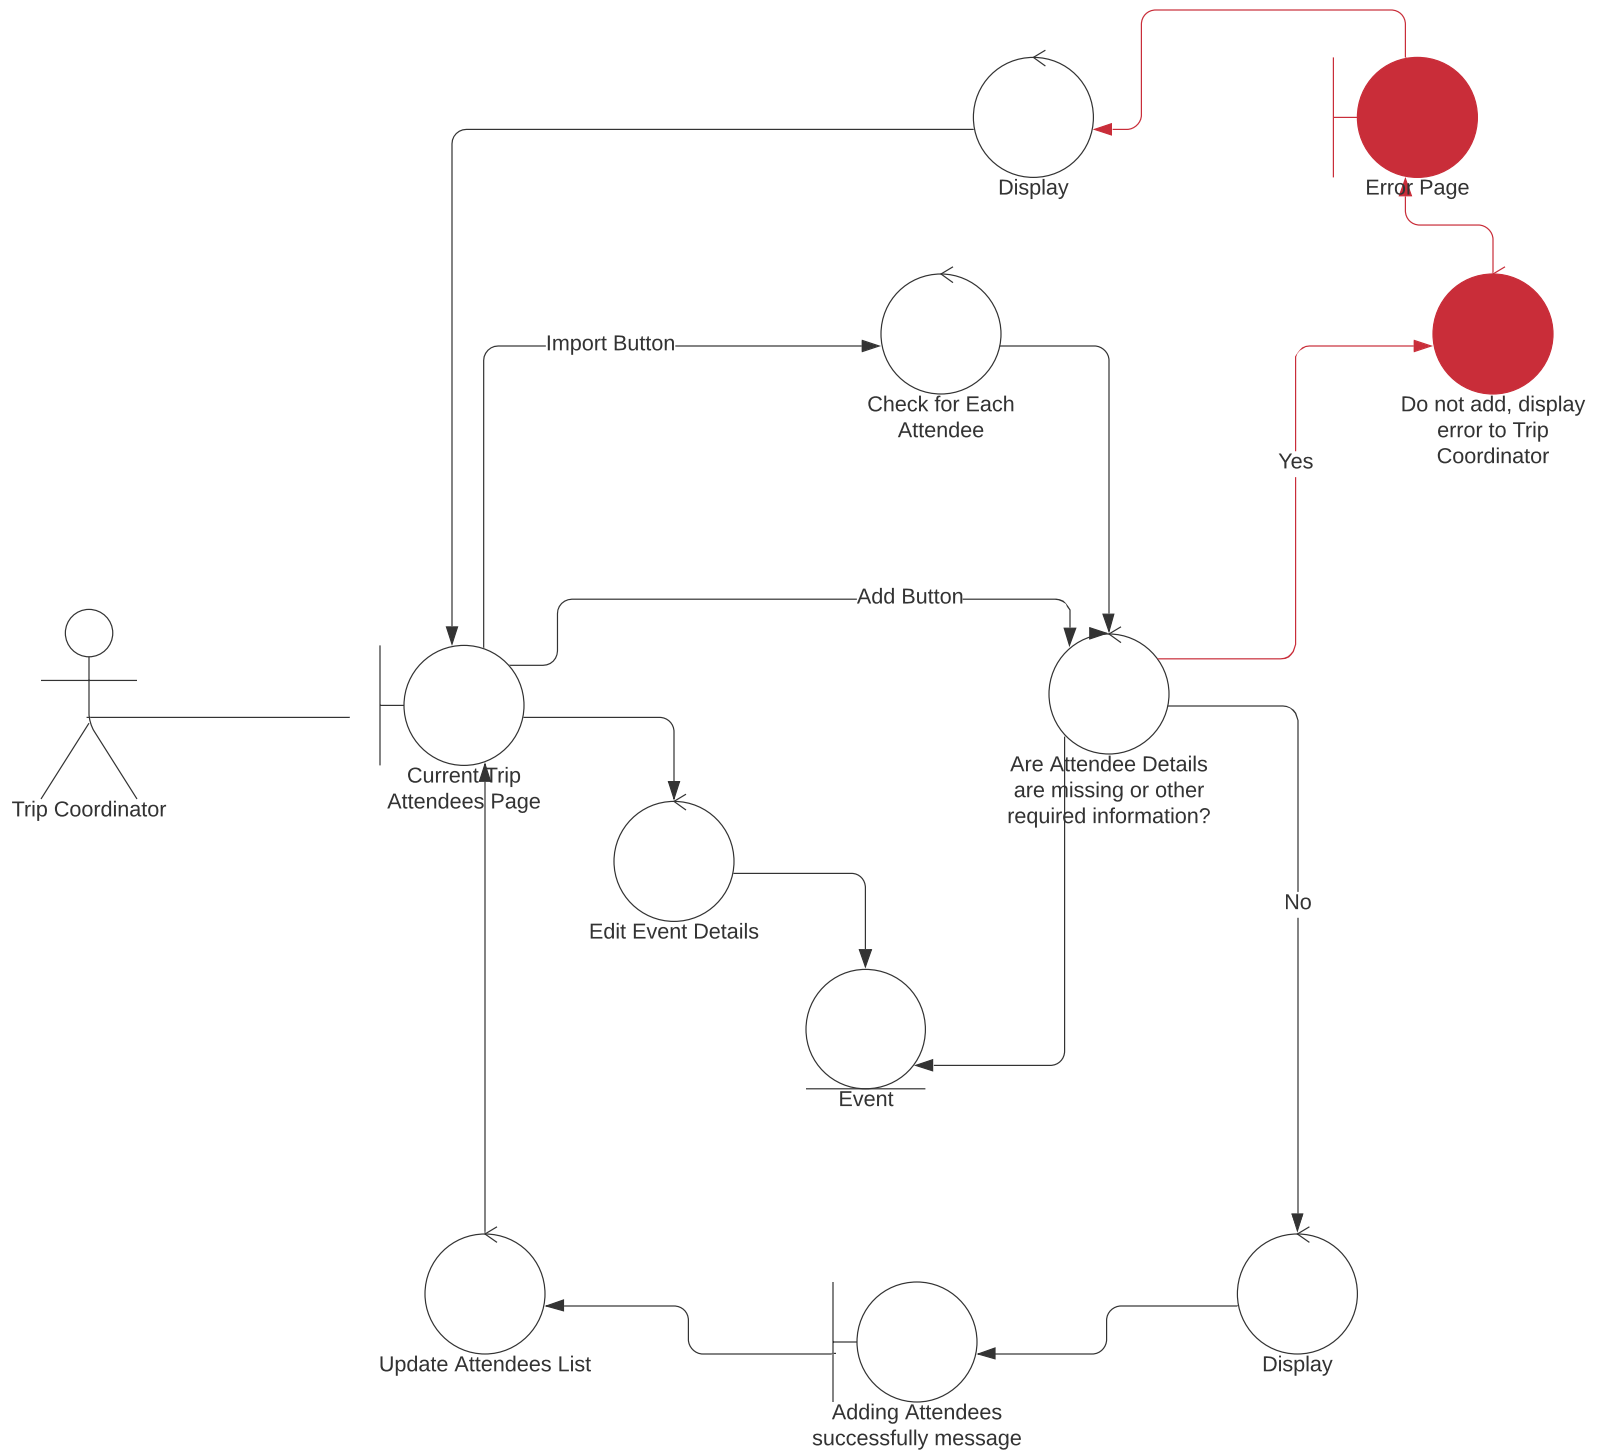 Display
Error Page
Import Button
Check for Each
Attendee
Do not add, display
error to Trip
Coordinator
Yes
Add Button
Trip Coordinator
Current Trip
Attendees Page
Are Attendee Details
are missing or other
required information?
Edit Event Details
No
Event
Update Attendees List
Adding Attendees
successfully message
Display